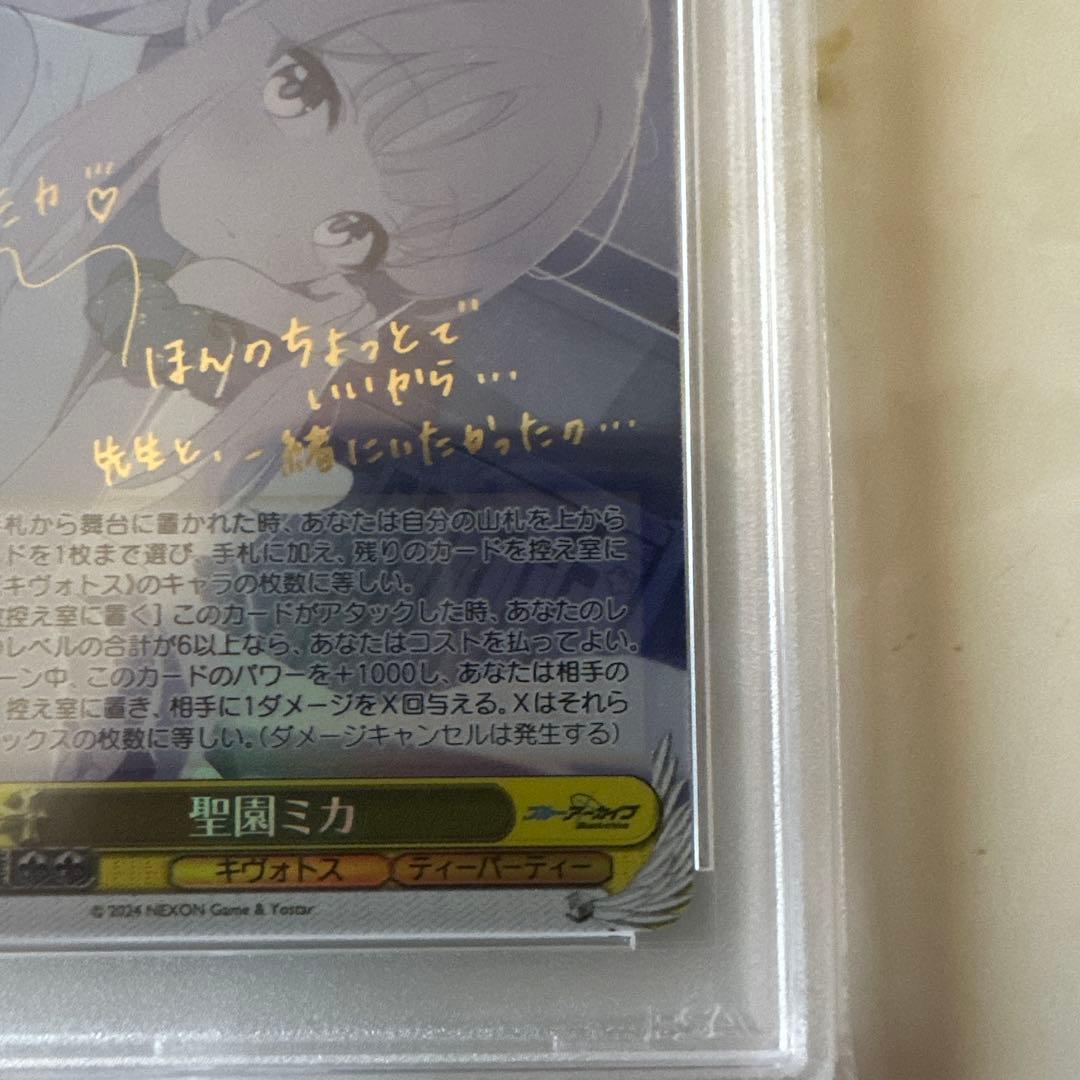 ミカ♡
ほんのちょっとで
いいから…
先生と、一緒にいたかったの…
札から舞台に置かれた時、あなたは自分の山札を上から
ドを1枚まで選び、手札に加え、残りのカードを控え室に
キヴォトス》のキャラの枚数に等しい。
控え室に置く］このカードがアタックした時、あなたのレ
レベルの合計が6以上なら、あなたはコストを払ってよい。
ーン中、このカードのパワーを＋1000し、あなたは相手の
控え室に置き、相手に1ダメージをX回与える。Xはそれら
ックスの枚数に等しい。（ダメージキャンセルは発生する）
聖園ミカ
ブルーアーカイブ
キヴォトス ティーパーティー
© 2024 NEXON Game & Yostar